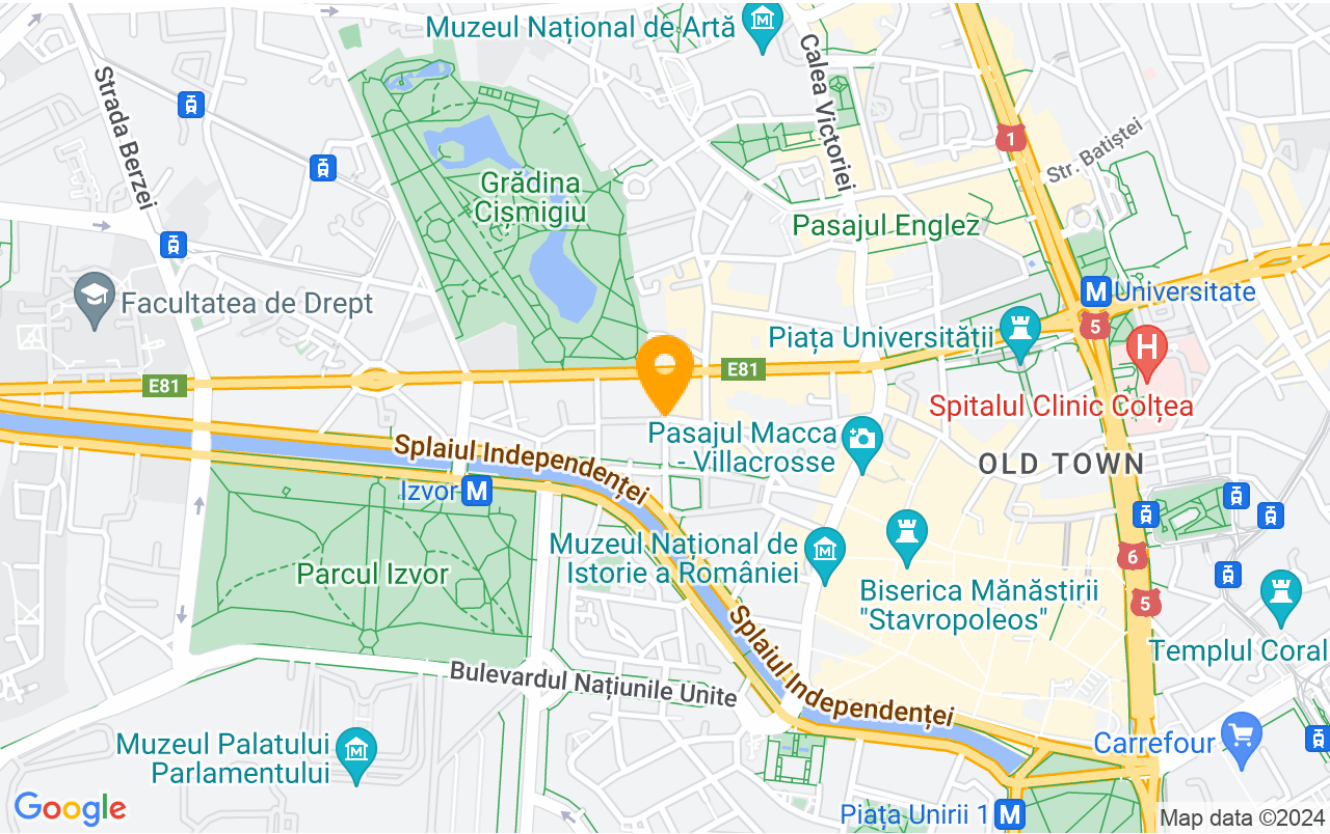 Muzeul Național de Artă
Calea Victoriei
Strada Berzei
1
Str. Batiștei
Grădina
Cișmigiu
Pasajul Englez
Facultatea de Drept
Universitate
5
Piața Universității
E81
E81
H
Spitalul Clinic Colțea
Pasajul Macca
- Villacrosse
Splaiul Independenței
OLD TOWN
Izvor
M
Muzeul Național de
Istorie a României
6
Parcul Izvor
Biserica Mănăstirii
"Stavropoleos"
5
Splaiul Independenței
Templul Coral
Bulevardul Națiunile Unite
Muzeul Palatului
Parlamentului
Carrefour
Google
Piața Unirii 1 M
Map data ©2024